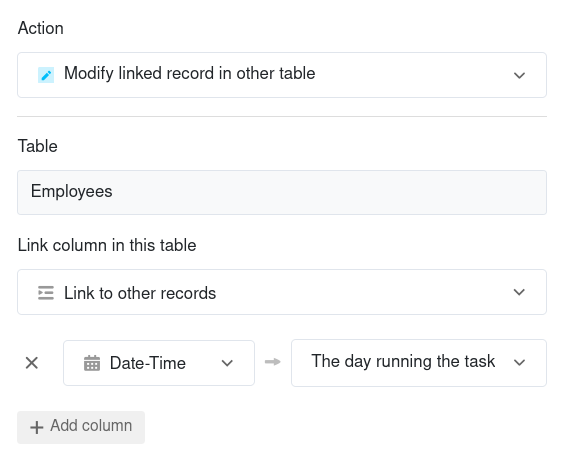 Action
Modify linked record in other table
Table
Employees
Link column in this table
Link to other records
Date-Time
The day running the task
Add column